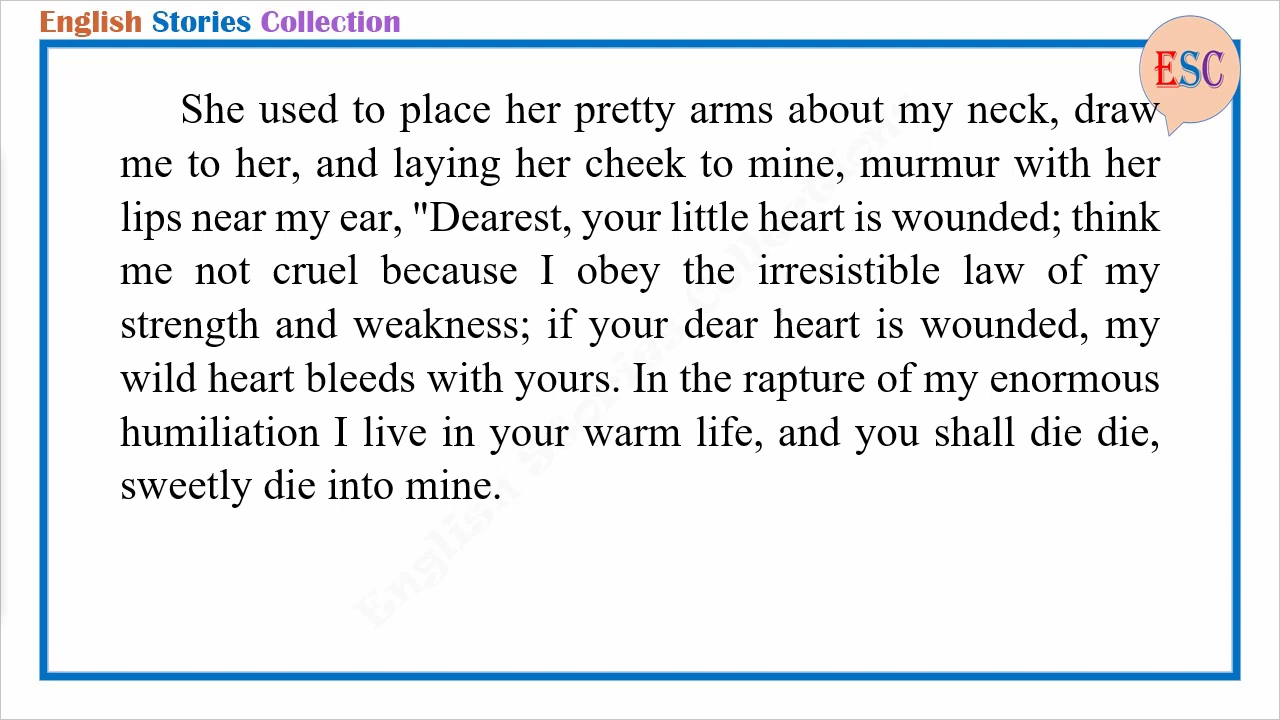 English Stories Collection
ESC
She used to place her pretty arms about my neck, draw
me to her, and laying her cheek to mine, murmur with her
lips near my ear, "Dearest, your little heart is wounded; think
me not cruel because I obey the irresistible law of my
strength and weakness; if your dear heart is wounded, my
wild heart bleeds with yours. In the rapture of my enormous
humiliation I live in your warm life, and you shall die die,
sweetly die into mine.
English Stories Collection